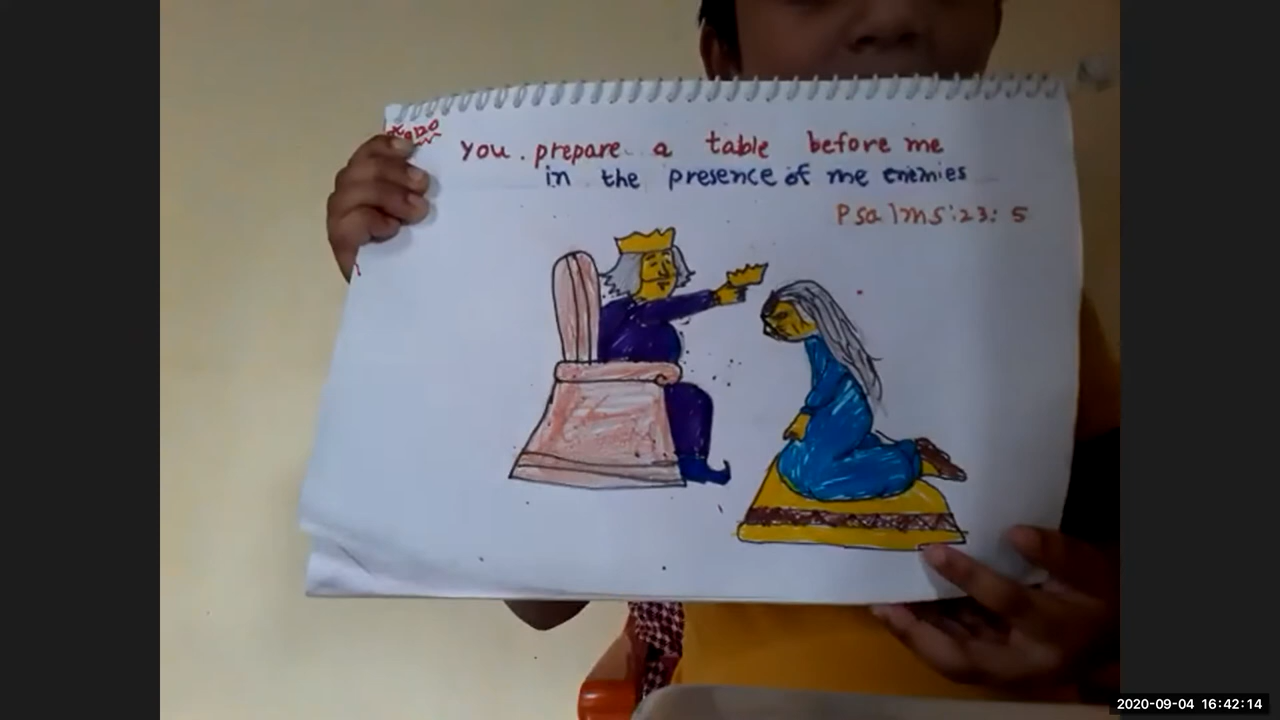 You. prepare a table before me
in the presence of me enemies
Psalms:23: 5
2020-09-04 16:42:14